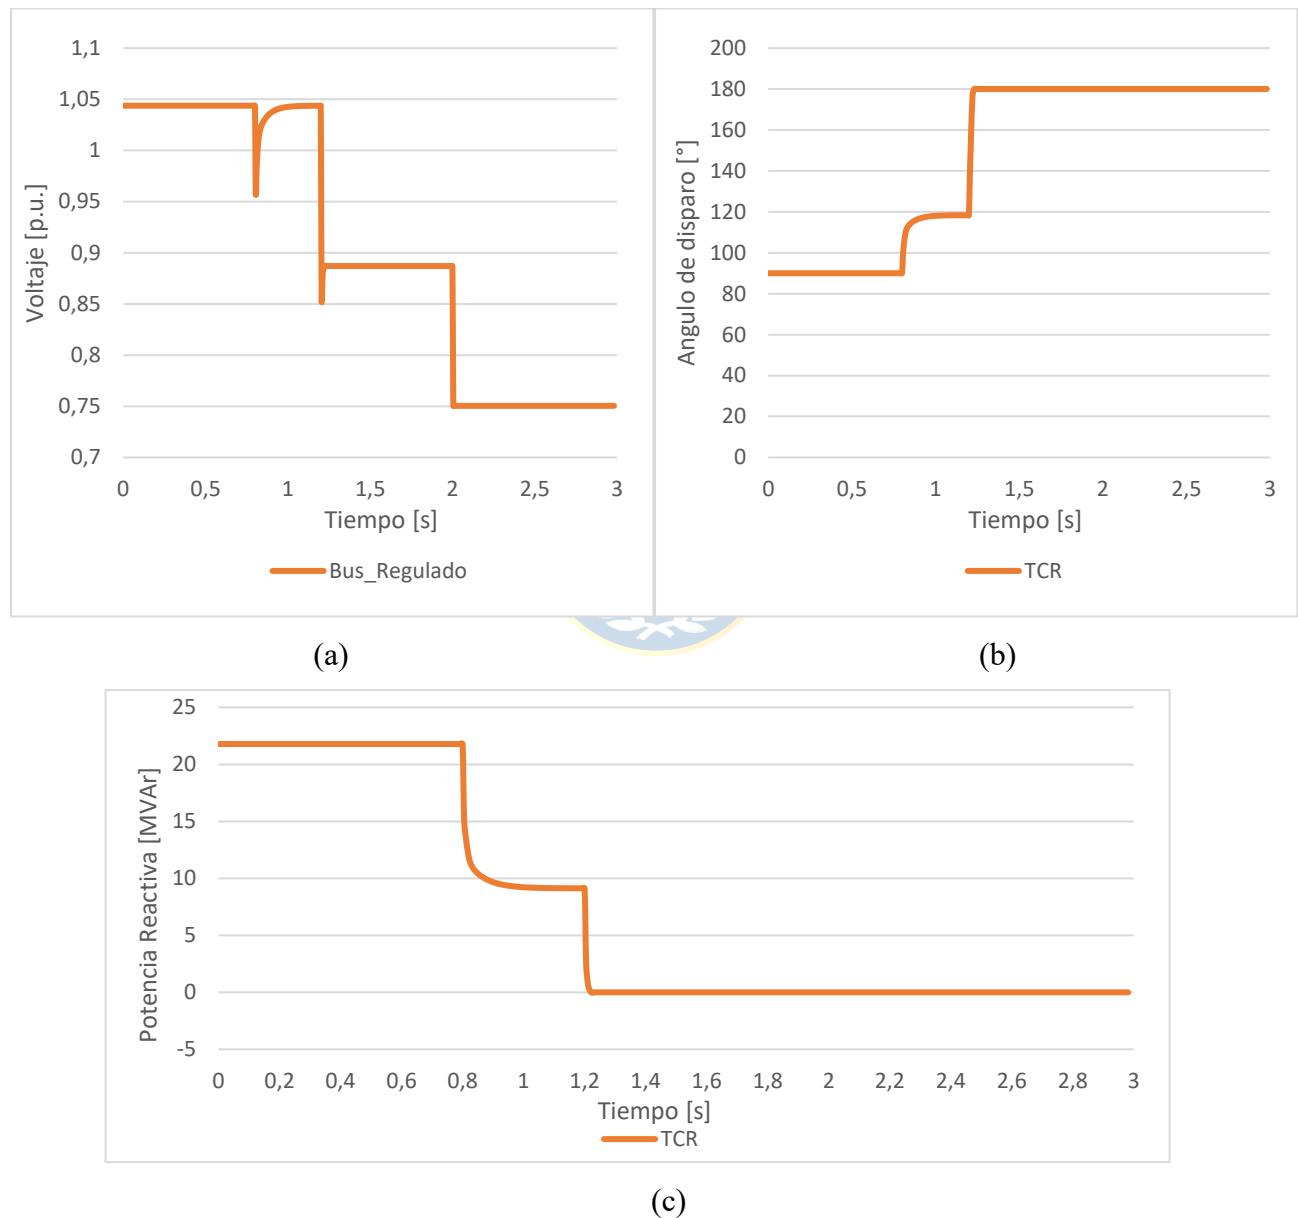 1,1
1,05
1
0,95
0,9
0,85
0,8
0,75
0,7
Voltaje [p.u.]
0 0,5 1 1,5 2 2,5 3
Tiempo [s]
Bus_Regulado
200
180
160
140
120
100
80
60
40
20
0
Angulo de disparo [°]
0 0,5 1 1,5 2 2,5 3
Tiempo [s]
TCR
(a)
(b)
25
20
15
10
5
0
-5
Potencia Reactiva [MVAr]
0 0,2 0,4 0,6 0,8 1 1,2 1,4 1,6 1,8 2 2,2 2,4 2,6 2,8 3
Tiempo [s]
TCR
(c)